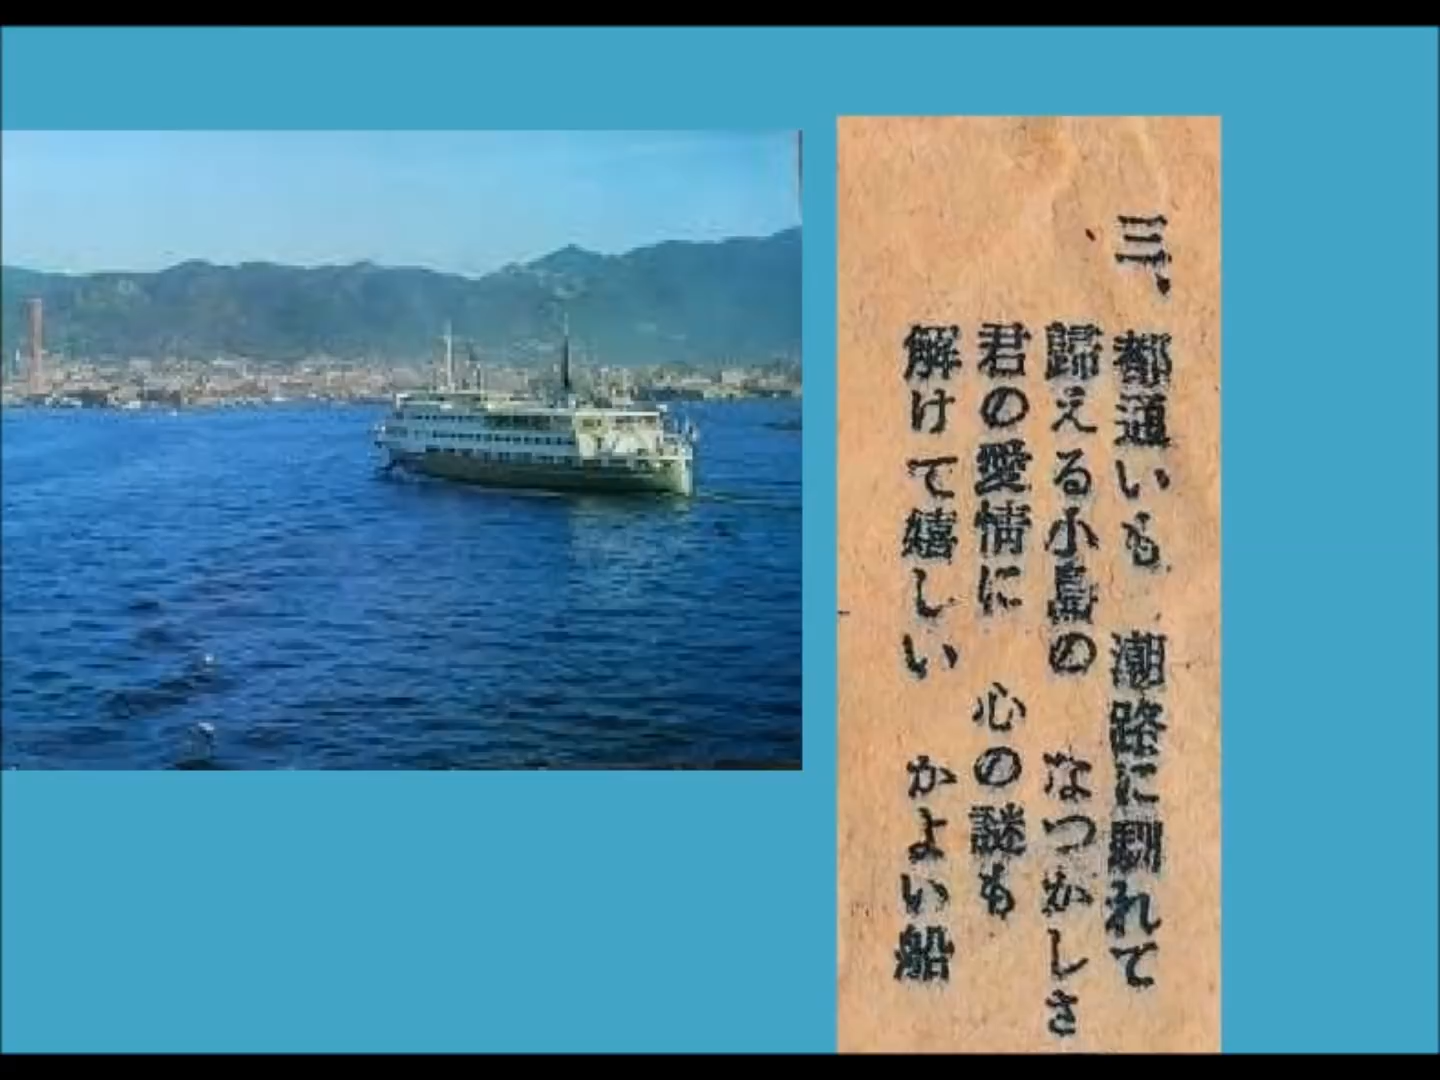 三、都通いも 潮路に馴れて
歸える小島の なつかしさ
君の愛情に 心の謎も
解けて嬉しい かよい船